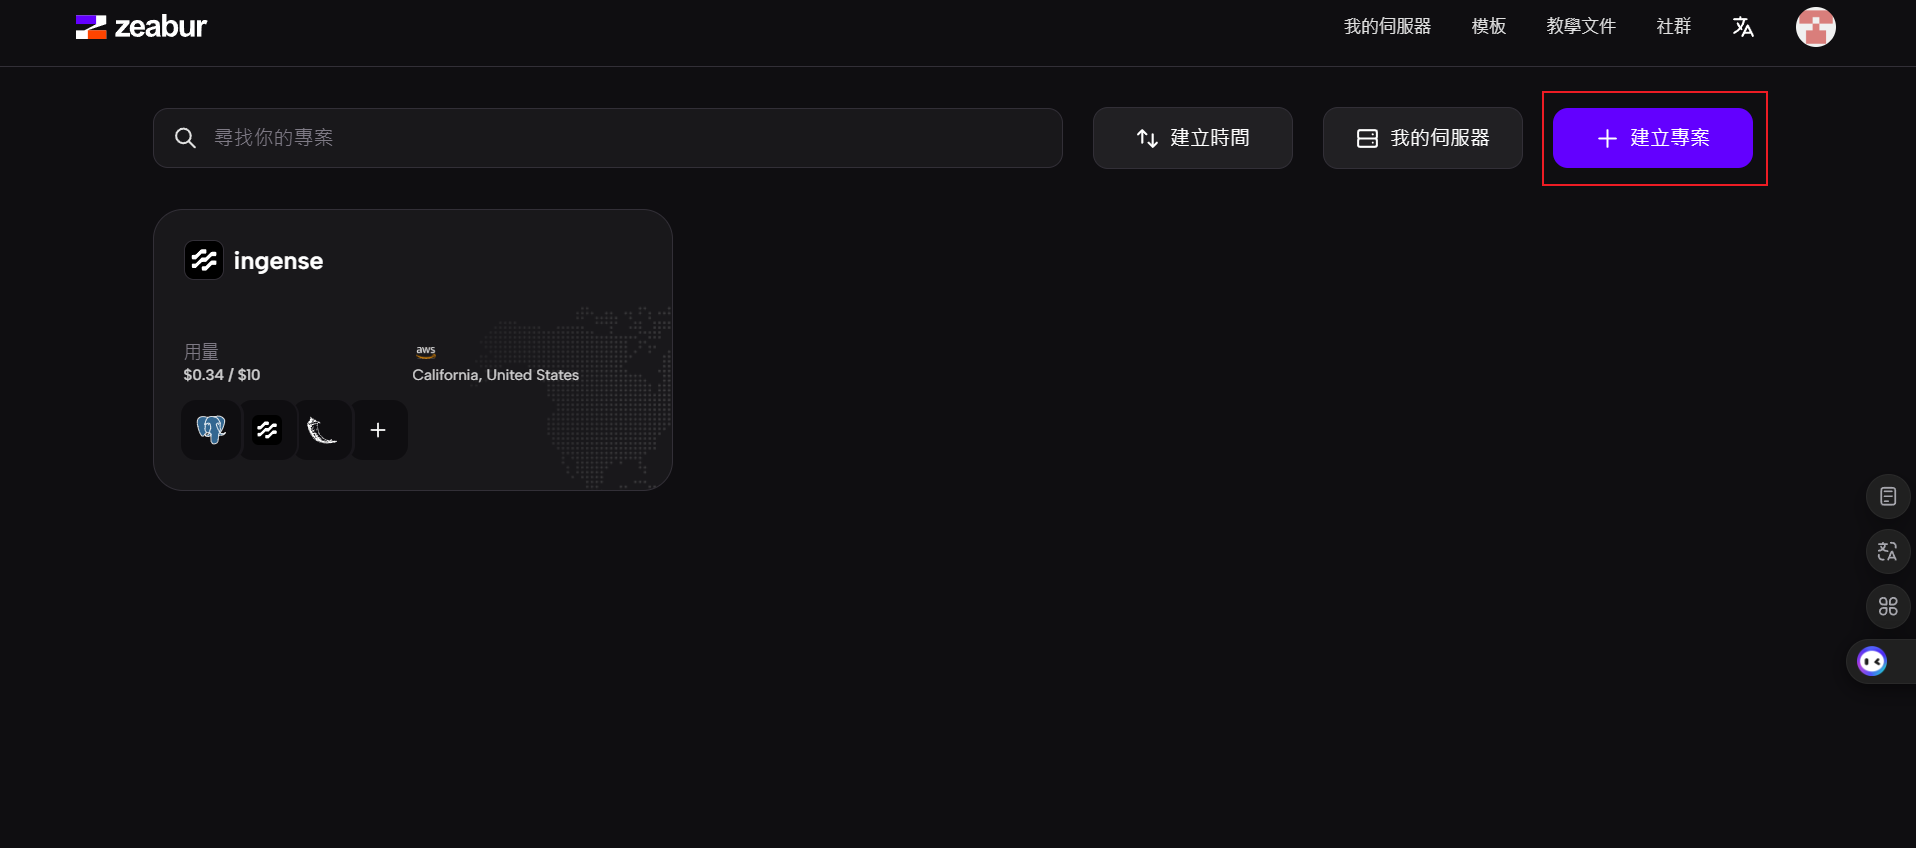 zeabur
我的伺服器 模板 教學文件 社群
尋找你的專案
建立時間
我的伺服器
建立專案
ingense
用量
$0.34 / $10
aws
California, United States